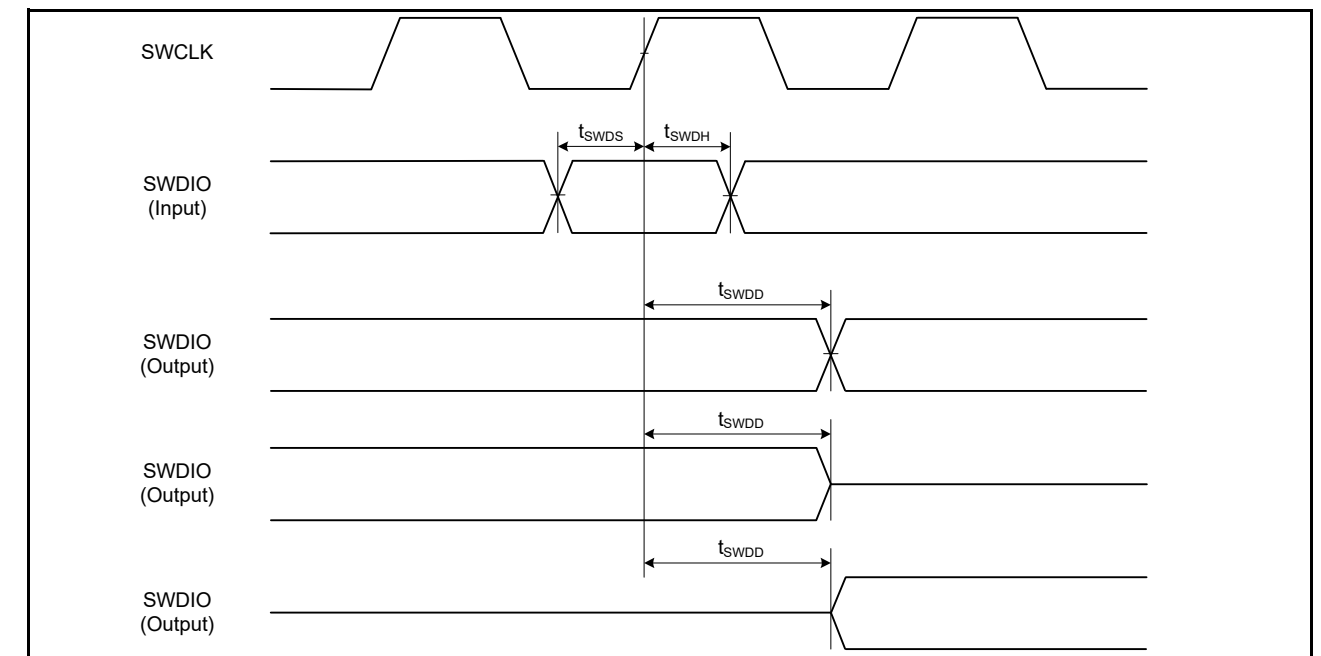 SWCLK
tSWDS
tSWDH
SWDIO
(Input)
tSWDD
SWDIO
(Output)
tSWDD
SWDIO
(Output)
tSWDD
SWDIO
(Output)